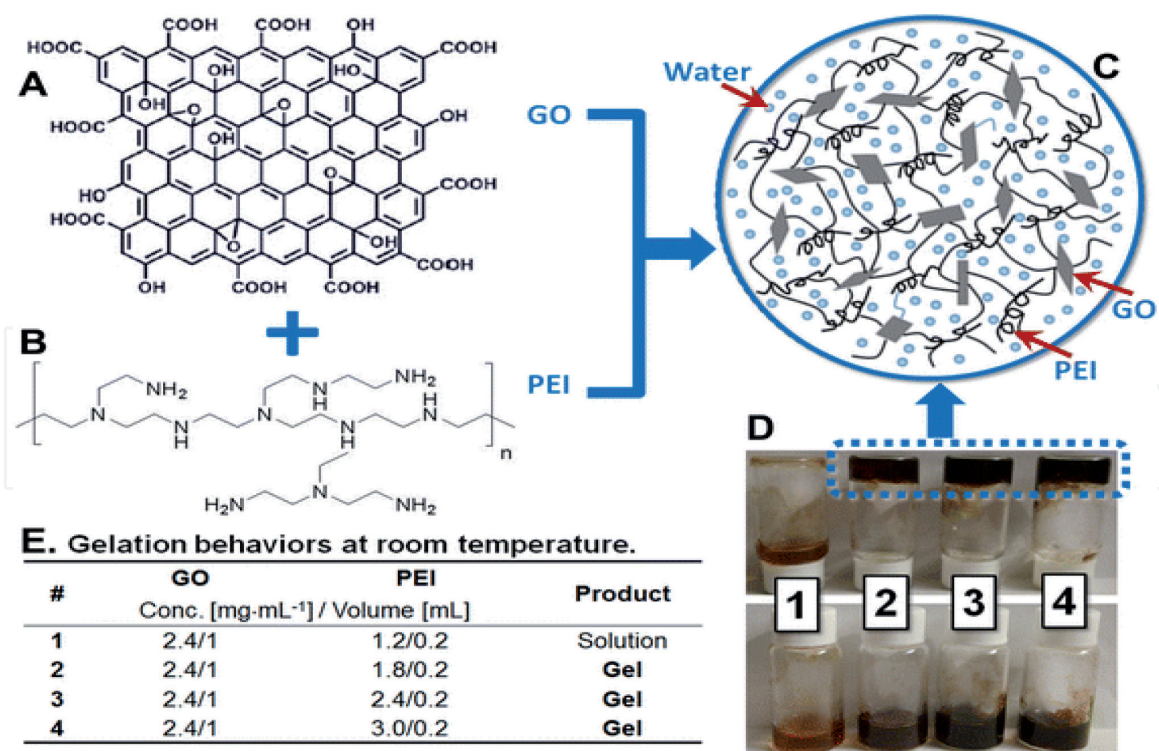 A
HOOC
COOH
COOH
OH
COOH
OH
HO
OH
O
O
HOOC
OH
OH
HO
O
COOH
HOOC
O
OH
COOH
OH
COOH
COOH
+
B
NH2
N
H
NH2
N
N
H
N
N
H
H
N
N
H
n
H2N
N
NH2
GO
PEI
C
Water
GO
PEI
D
1
2
3
4
E. Gelation behaviors at room temperature.
# GO PEI Product
Conc. [mg·mL-1] / Volume [mL]
1 2.4/1 1.2/0.2 Solution
2 2.4/1 1.8/0.2 Gel
3 2.4/1 2.4/0.2 Gel
4 2.4/1 3.0/0.2 Gel